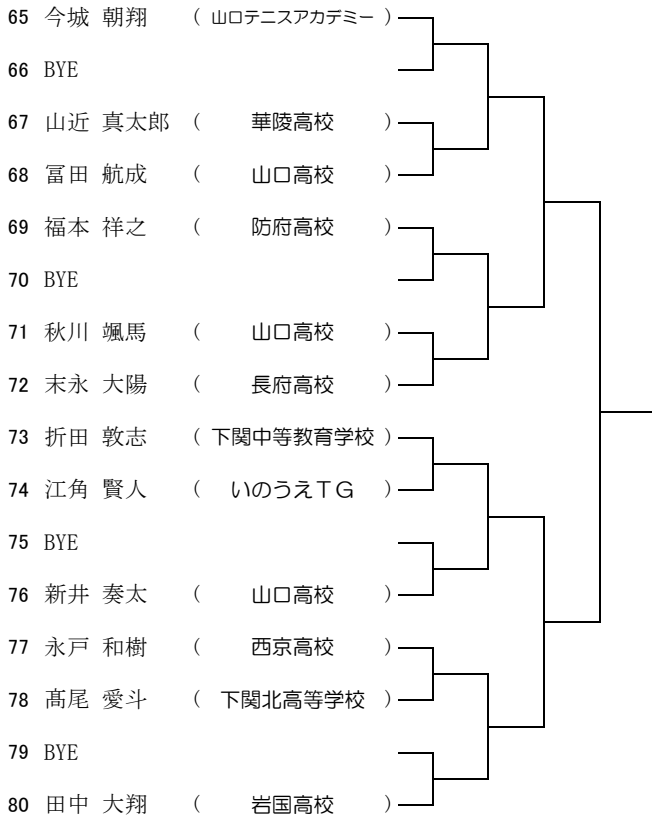 65 今城 朝翔 ( 山口テニスアカデミー )
66 BYE
67 山近 真太郎 ( 華陵高校 )
68 冨田 航成 ( 山口高校 )
69 福本 祥之 ( 防府高校 )
70 BYE
71 秋川 颯馬 ( 山口高校 )
72 末永 大陽 ( 長府高校 )
73 折田 敦志 ( 下関中等教育学校 )
74 江角 賢人 ( いのうえTG )
75 BYE
76 新井 奏太 ( 山口高校 )
77 永戸 和樹 ( 西京高校 )
78 髙尾 愛斗 ( 下関北高等学校 )
79 BYE
80 田中 大翔 ( 岩国高校 )